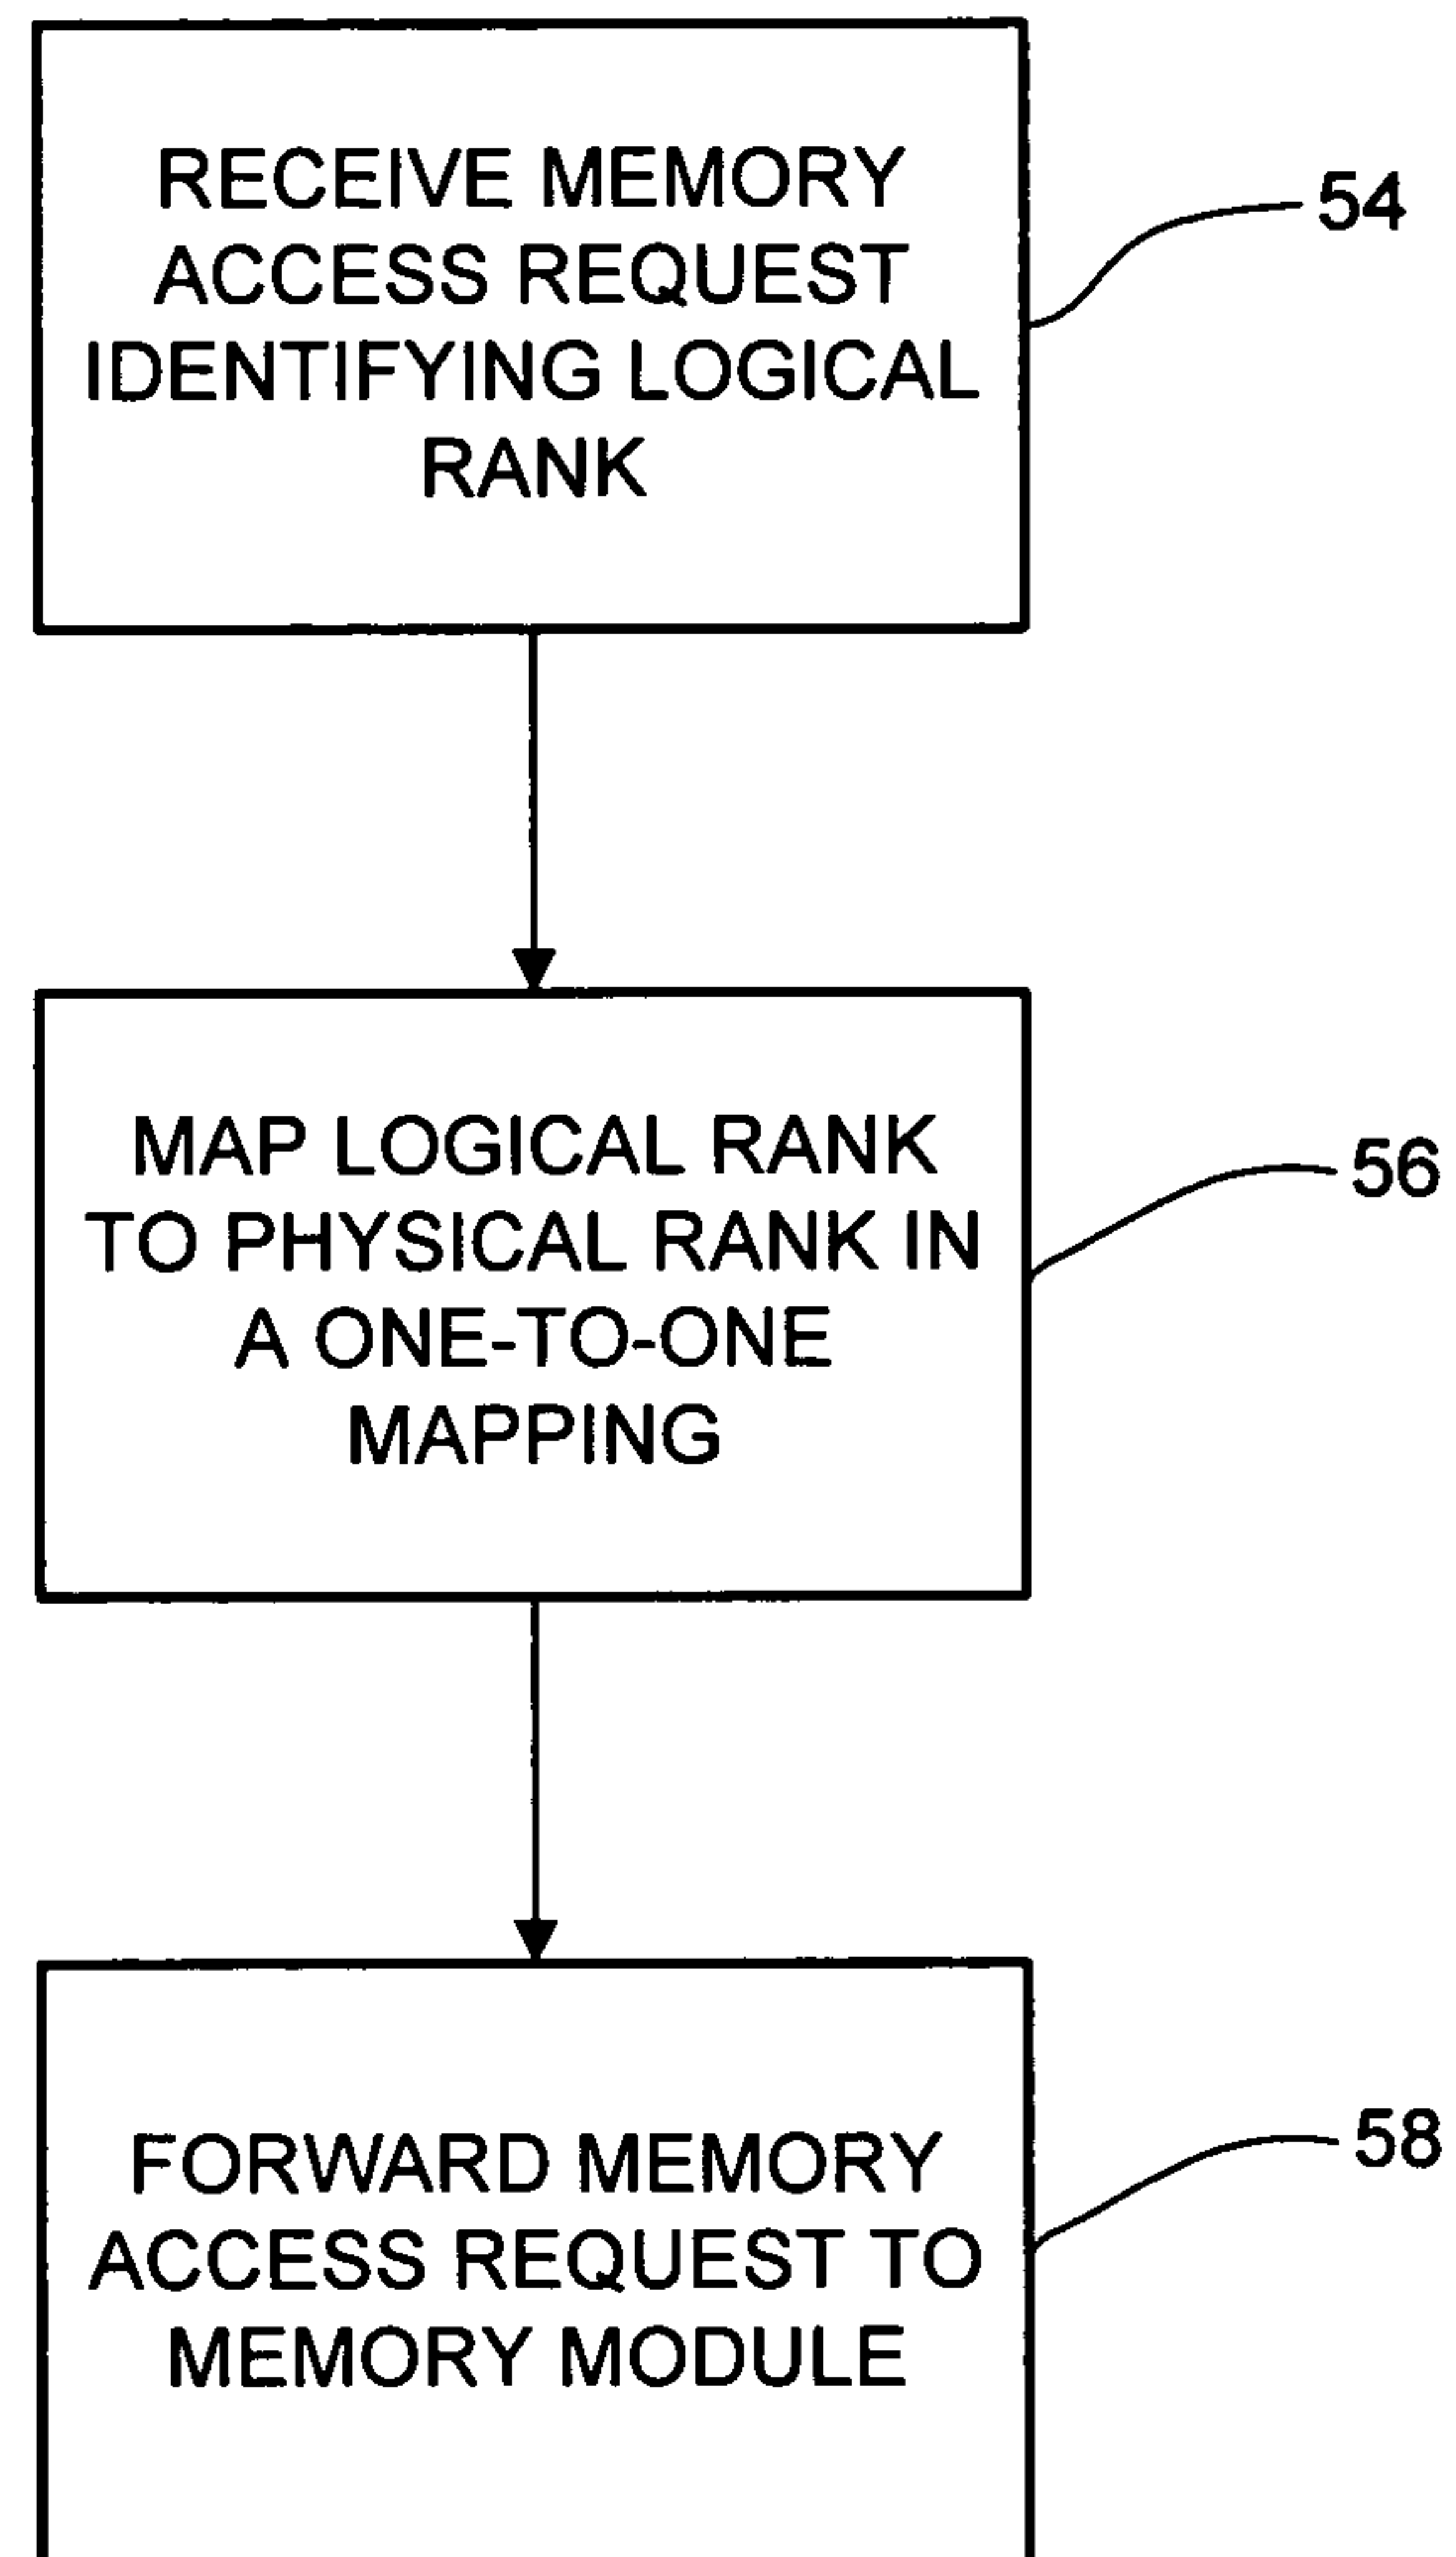 RECEIVE MEMORY
ACCESS REQUEST
IDENTIFYING LOGICAL
RANK
54
MAP LOGICAL RANK
TO PHYSICAL RANK IN
A ONE-TO-ONE
MAPPING
56
FORWARD MEMORY
ACCESS REQUEST TO
MEMORY MODULE
58